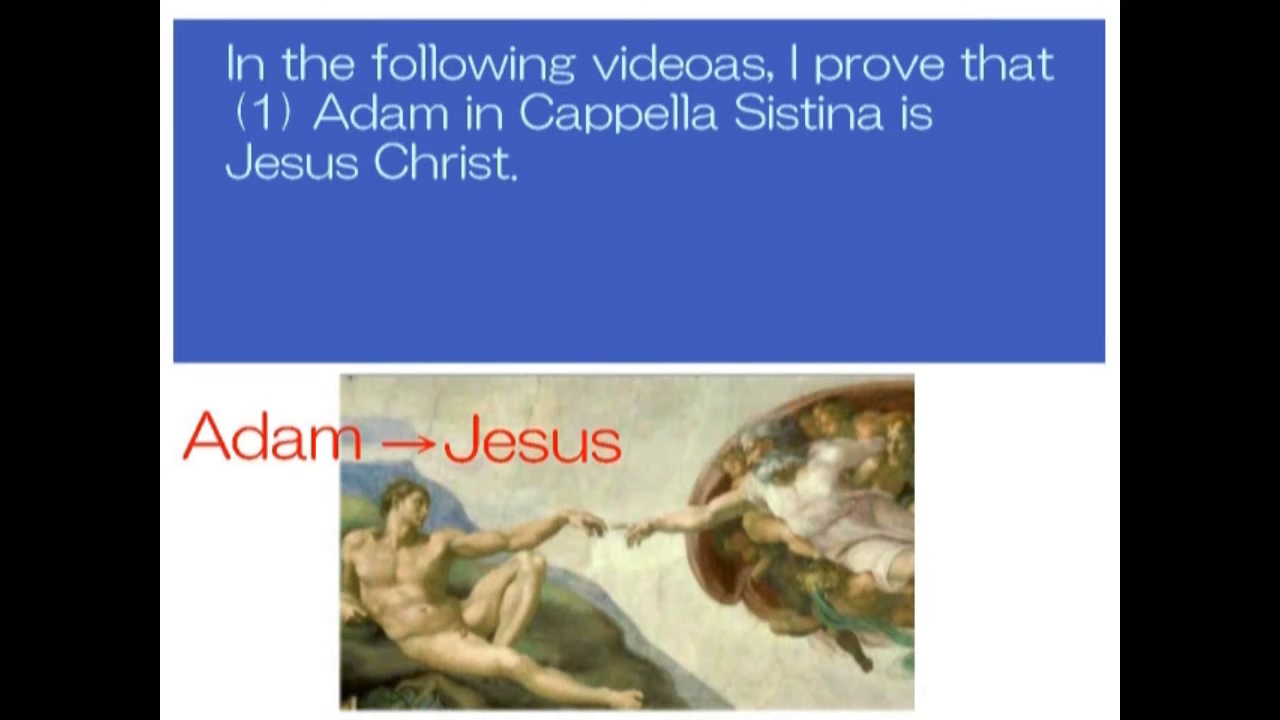 In the following videoas, I prove that
(1) Adam in Cappella Sistina is
Jesus Christ.
Adam →Jesus